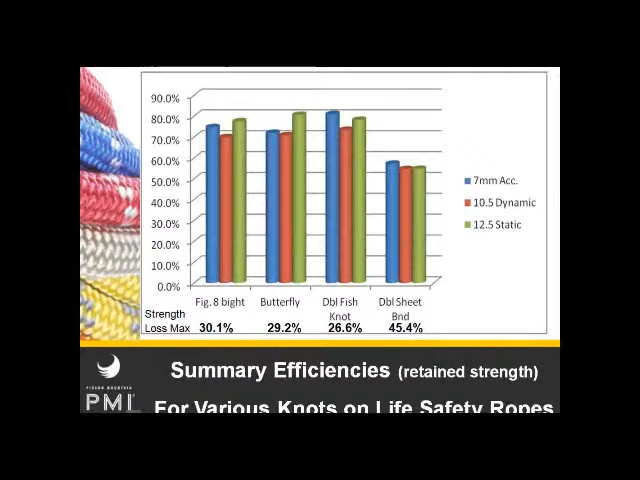 90.0%
80.0%
70.0%
60.0%
50.0%
40.0%
30.0%
20.0%
10.0%
0.0%
7mm Acc.
10.5 Dynamic
12.5 Static
Fig. 8 bight Butterfly Dbl Fish Knot Dbl Sheet Bnd
Strength Loss Max 30.1% 29.2% 26.6% 45.4%
Summary Efficiencies (retained strength)
For Various Knots on Life Safety Ropes
PIGEON MOUNTAIN
PMI